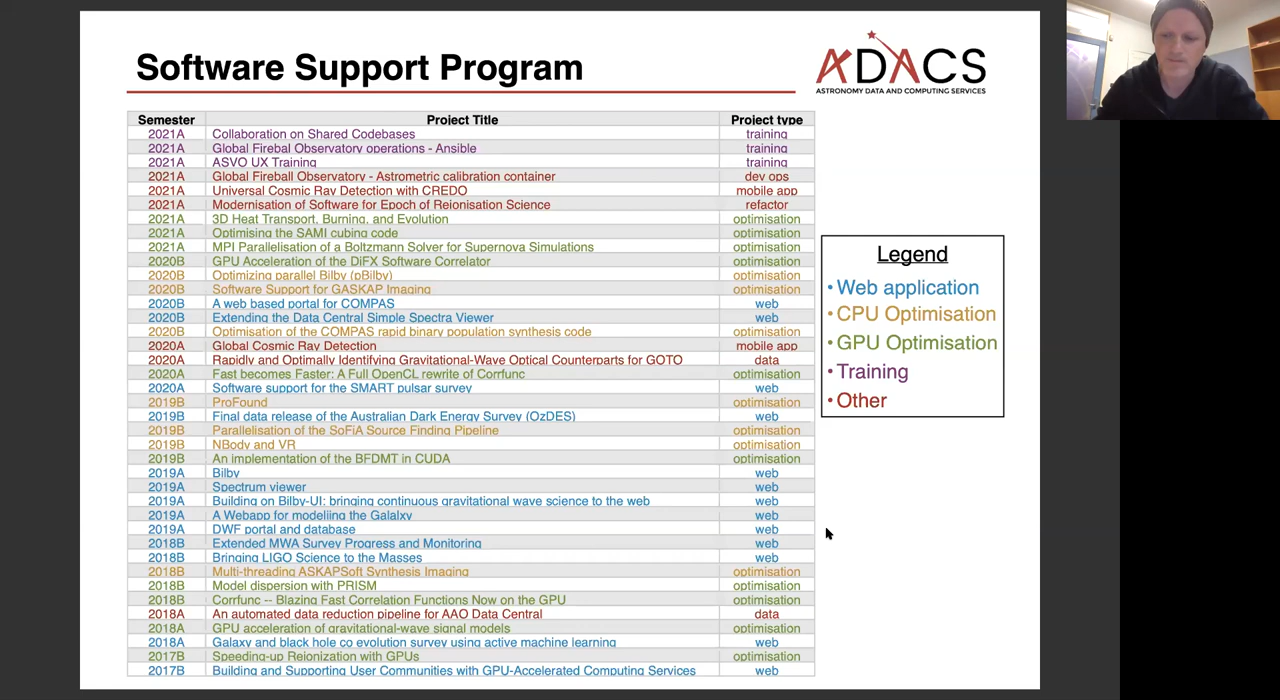 Software Support Program
ADACS
ASTRONOMY DATA AND COMPUTING SERVICES
Semester Project Title Project type
2021A Collaboration on Shared Codebases training
2021A Global Firebal Observatory operations - Ansible training
2021A ASVO UX Training training
2021A Global Fireball Observatory - Astrometric calibration container dev ops
2021A Universal Cosmic Ray Detection with CREDO mobile app
2021A Modernisation of Software for Epoch of Reionisation Science refactor
2021A 3D Heat Transport, Burning, and Evolution optimisation
2021A Optimising the SAMI cubing code optimisation
2021A MPI Parallelisation of a Boltzmann Solver for Supernova Simulations optimisation
2020B GPU Acceleration of the DiFX Software Correlator optimisation
2020B Optimizing parallel Bilby (pBilby) optimisation
2020B Software Support for GASKAP Imaging optimisation
2020B A web based portal for COMPAS web
2020B Extending the Data Central Simple Spectra Viewer web
2020B Optimisation of the COMPAS rapid binary population synthesis code optimisation
2020A Global Cosmic Ray Detection mobile app
2020A Rapidly and Optimally Identifying Gravitational-Wave Optical Counterparts for GOTO data
2020A Fast becomes Faster: A Full OpenCL rewrite of Corrfunc optimisation
2020A Software support for the SMART pulsar survey web
2019B ProFound optimisation
2019B Final data release of the Australian Dark Energy Survey (OzDES) web
2019B Parallelisation of the SoFiA Source Finding Pipeline optimisation
2019B NBody and VR optimisation
2019B An implementation of the BFDMT in CUDA optimisation
2019A Bilby web
2019A Spectrum viewer web
2019A Building on Bilby-UI: bringing continuous gravitational wave science to the web web
2019A A Webapp for modeliing the Galalxy web
2019A DWF portal and database web
2018B Extended MWA Survey Progress and Monitoring web
2018B Bringing LIGO Science to the Masses web
2018B Multi-threading ASKAPSoft Synthesis Imaging optimisation
2018B Model dispersion with PRISM optimisation
2018B Corrfunc -- Blazing Fast Correlation Functions Now on the GPU optimisation
2018A An automated data reduction pipeline for AAO Data Central data
2018A GPU acceleration of gravitational-wave signal models optimisation
2018A Galaxy and black hole co evolution survey using active machine learning web
2017B Speeding-up Reionization with GPUs optimisation
2017B Building and Supporting User Communities with GPU-Accelerated Computing Services web
Legend
• Web application
• CPU Optimisation
• GPU Optimisation
• Training
• Other